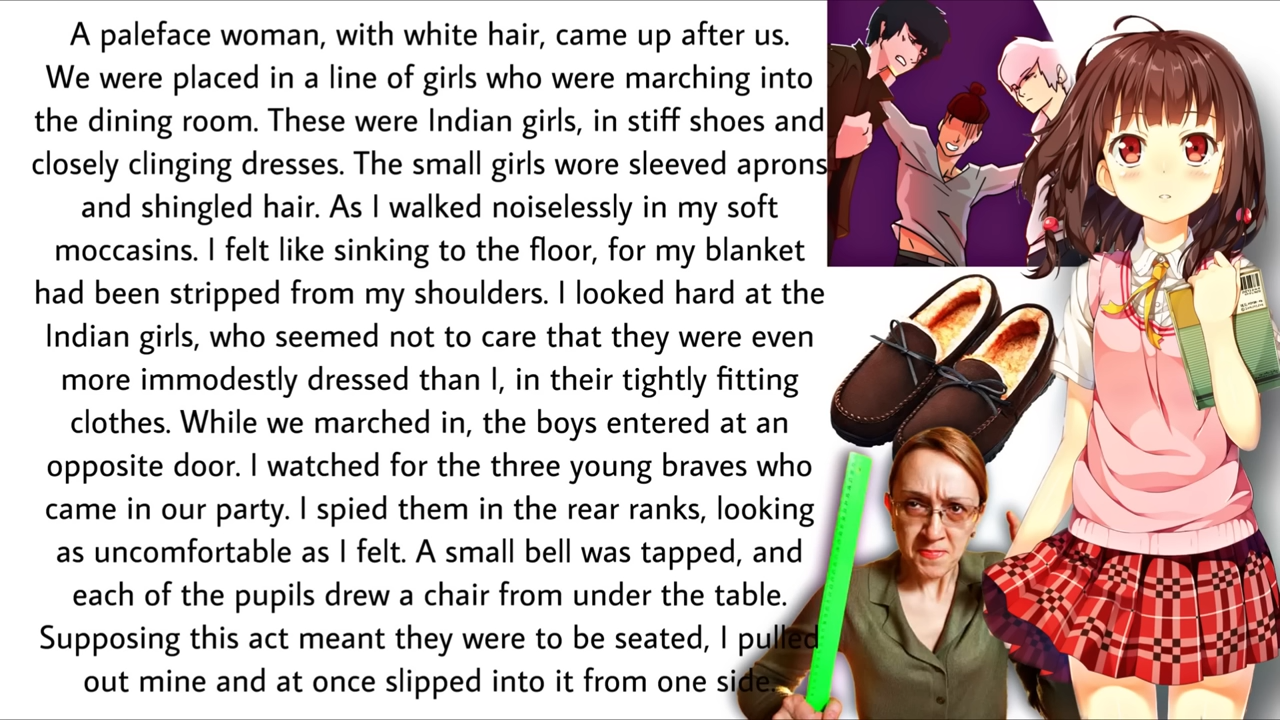 A paleface woman, with white hair, came up after us.
We were placed in a line of girls who were marching into
the dining room. These were Indian girls, in stiff shoes and
closely clinging dresses. The small girls wore sleeved aprons
and shingled hair. As I walked noiselessly in my soft
moccasins. I felt like sinking to the floor, for my blanket
had been stripped from my shoulders. I looked hard at the
Indian girls, who seemed not to care that they were even
more immodestly dressed than I, in their tightly fitting
clothes. While we marched in, the boys entered at an
opposite door. I watched for the three young braves who
came in our party. I spied them in the rear ranks, looking
as uncomfortable as I felt. A small bell was tapped, and
each of the pupils drew a chair from under the table.
Supposing this act meant they were to be seated, I pulled
out mine and at once slipped into it from one side.